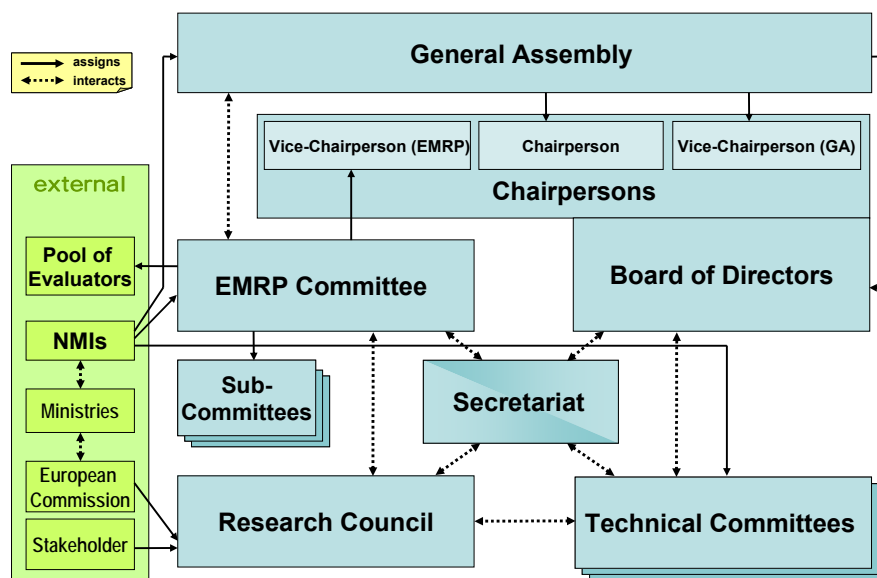 General Assembly
assigns
interacts
Vice-Chairperson (EMRP)
Chairperson
Vice-Chairperson (GA)
Chairpersons
external
Pool of
Evaluators
EMRP Committee
Board of Directors
NMIs
Sub-
Committees
Secretariat
Ministries
European
Commission
Stakeholder
Research Council
Technical Committees